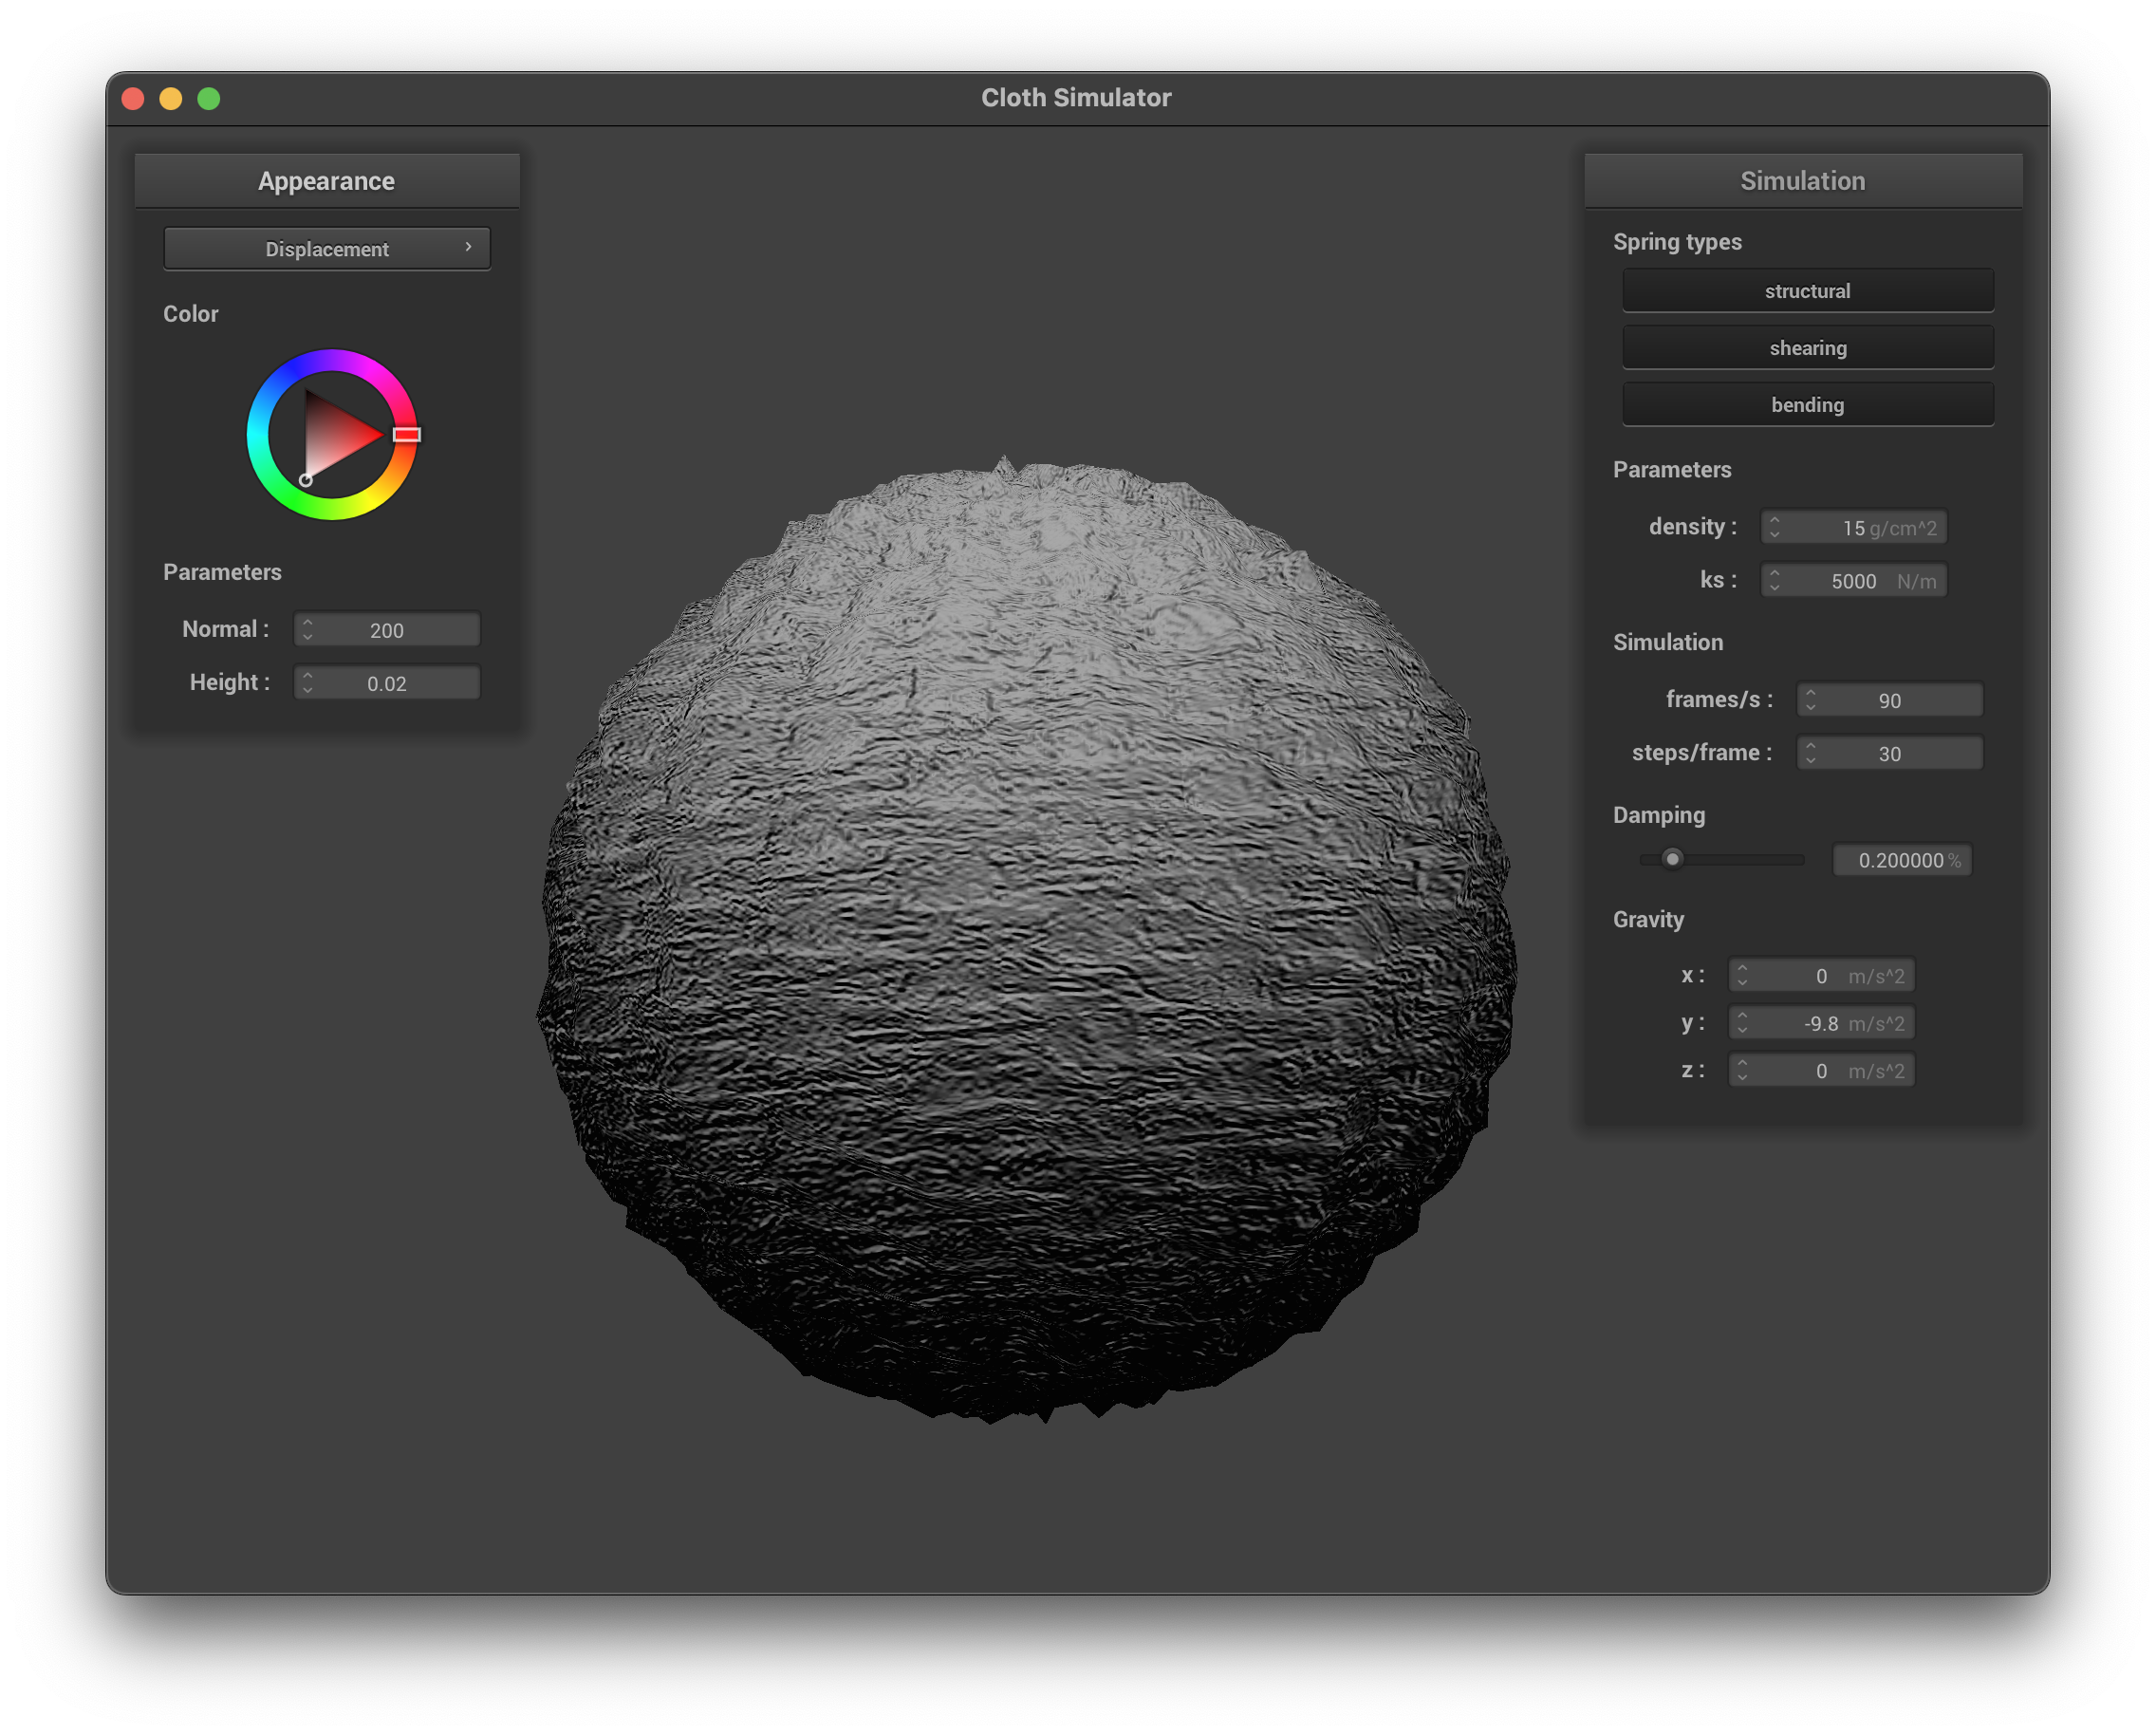 Cloth Simulator
Appearance
Displacement
Color
Parameters
Normal : 200
Height : 0.02
Simulation
Spring types
structural
shearing
bending
Parameters
density : 15 g/cm^2
ks : 5000 N/m
Simulation
frames/s : 90
steps/frame : 30
Damping
0.200000 %
Gravity
x : 0 m/s^2
y : -9.8 m/s^2
z : 0 m/s^2